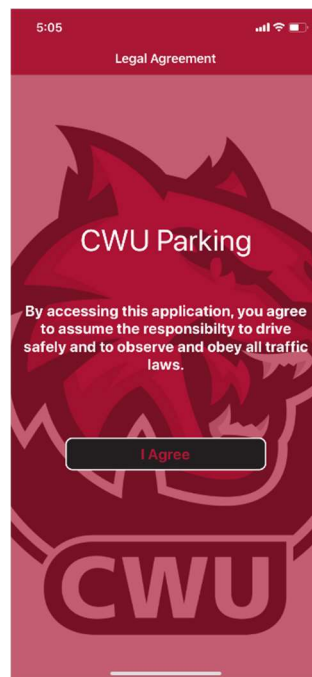 5:05
Legal Agreement
CWU Parking
By accessing this application, you agree
to assume the responsibilty to drive
safely and to observe and obey all traffic
laws.
I Agree
CWU